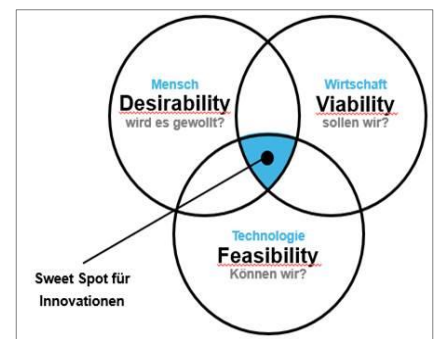 Mensch
Desirability
wird es gewollt?
Wirtschaft
Viability
sollen wir?
Technologie
Feasibility
Können wir?
Sweet Spot für
Innovationen